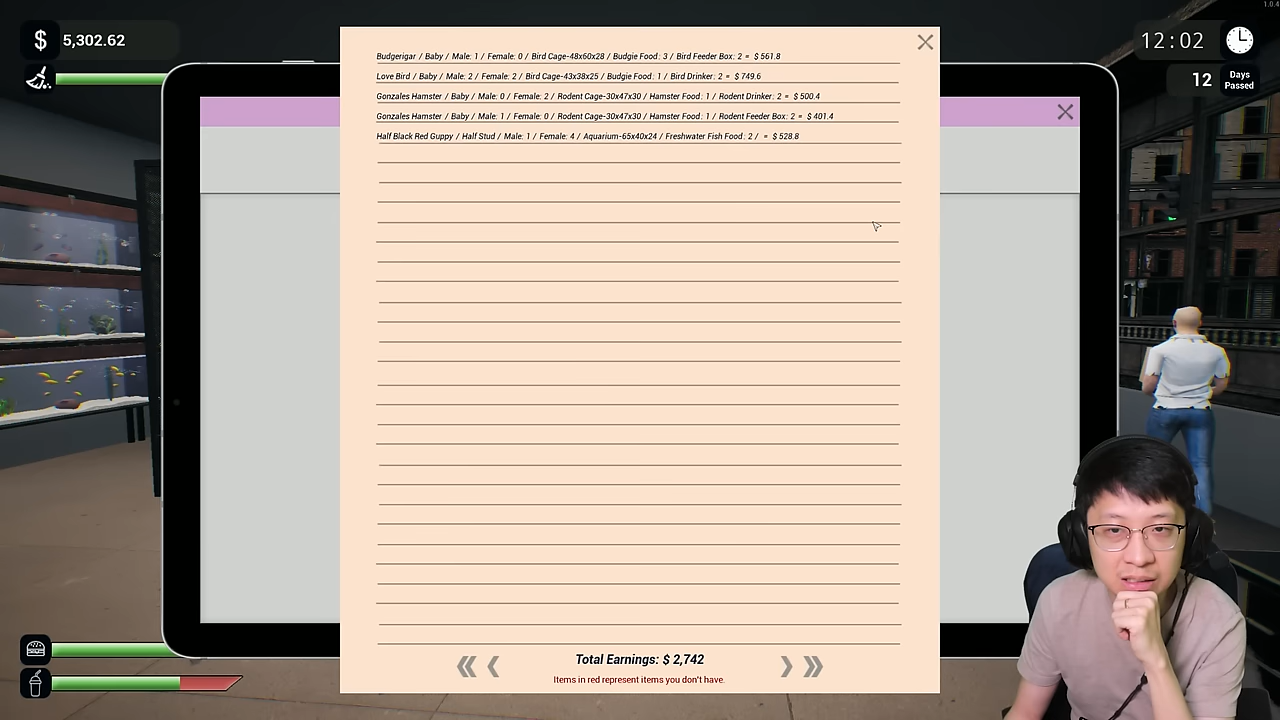 1.0.4
$ 5,302.62
12:02
12 Days Passed
Budgerigar / Baby / Male: 1 / Female: 0 / Bird Cage-48x60x28 / Budgie Food: 3 / Bird Feeder Box: 2 = $ 561.8
Love Bird / Baby / Male: 2 / Female: 2 / Bird Cage-43x38x25 / Budgie Food: 1 / Bird Drinker: 2 = $ 749.6
Gonzales Hamster / Baby / Male: 0 / Female: 2 / Rodent Cage-30x47x30 / Hamster Food: 1 / Rodent Drinker: 2 = $ 500.4
Gonzales Hamster / Baby / Male: 1 / Female: 0 / Rodent Cage-30x47x30 / Hamster Food: 1 / Rodent Feeder Box: 2 = $ 401.4
Half Black Red Guppy / Half Stud / Male: 1 / Female: 4 / Aquarium-65x40x24 / Freshwater Fish Food: 2 / = $ 528.8
Total Earnings: $ 2,742
Items in red represent items you don't have.